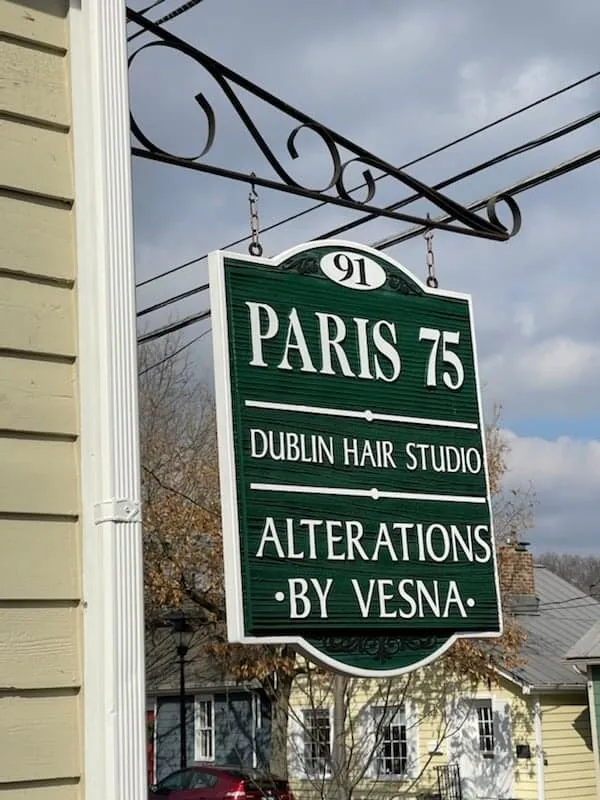 91
PARIS 75
DUBLIN HAIR STUDIO
ALTERATIONS
·BY VESNA·